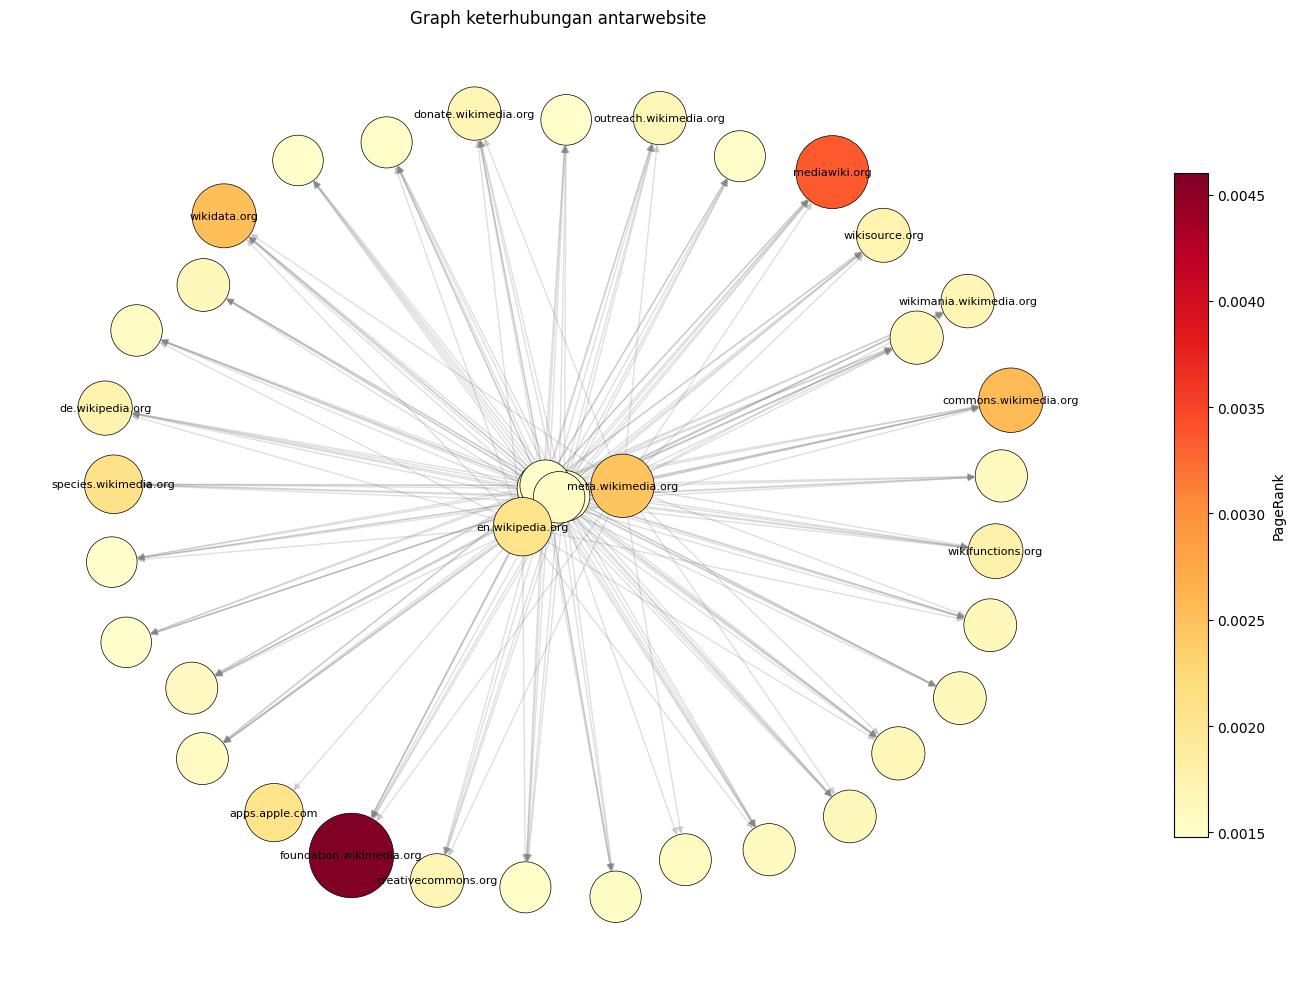 Graph keterhubungan antarwebsite
donate.wikimedia.org
outreach.wikimedia.org
mediawiki.org
wikidata.org
wikisource.org
wikimania.wikimedia.org
commons.wikimedia.org
de.wikipedia.org
species.wikimedia.org
meta.wikimedia.org
en.wikipedia.org
wikifunctions.org
apps.apple.com
foundation.wikimedia.org
creativecommons.org
0.0045
0.0040
0.0035
0.0030
0.0025
0.0020
0.0015
PageRank